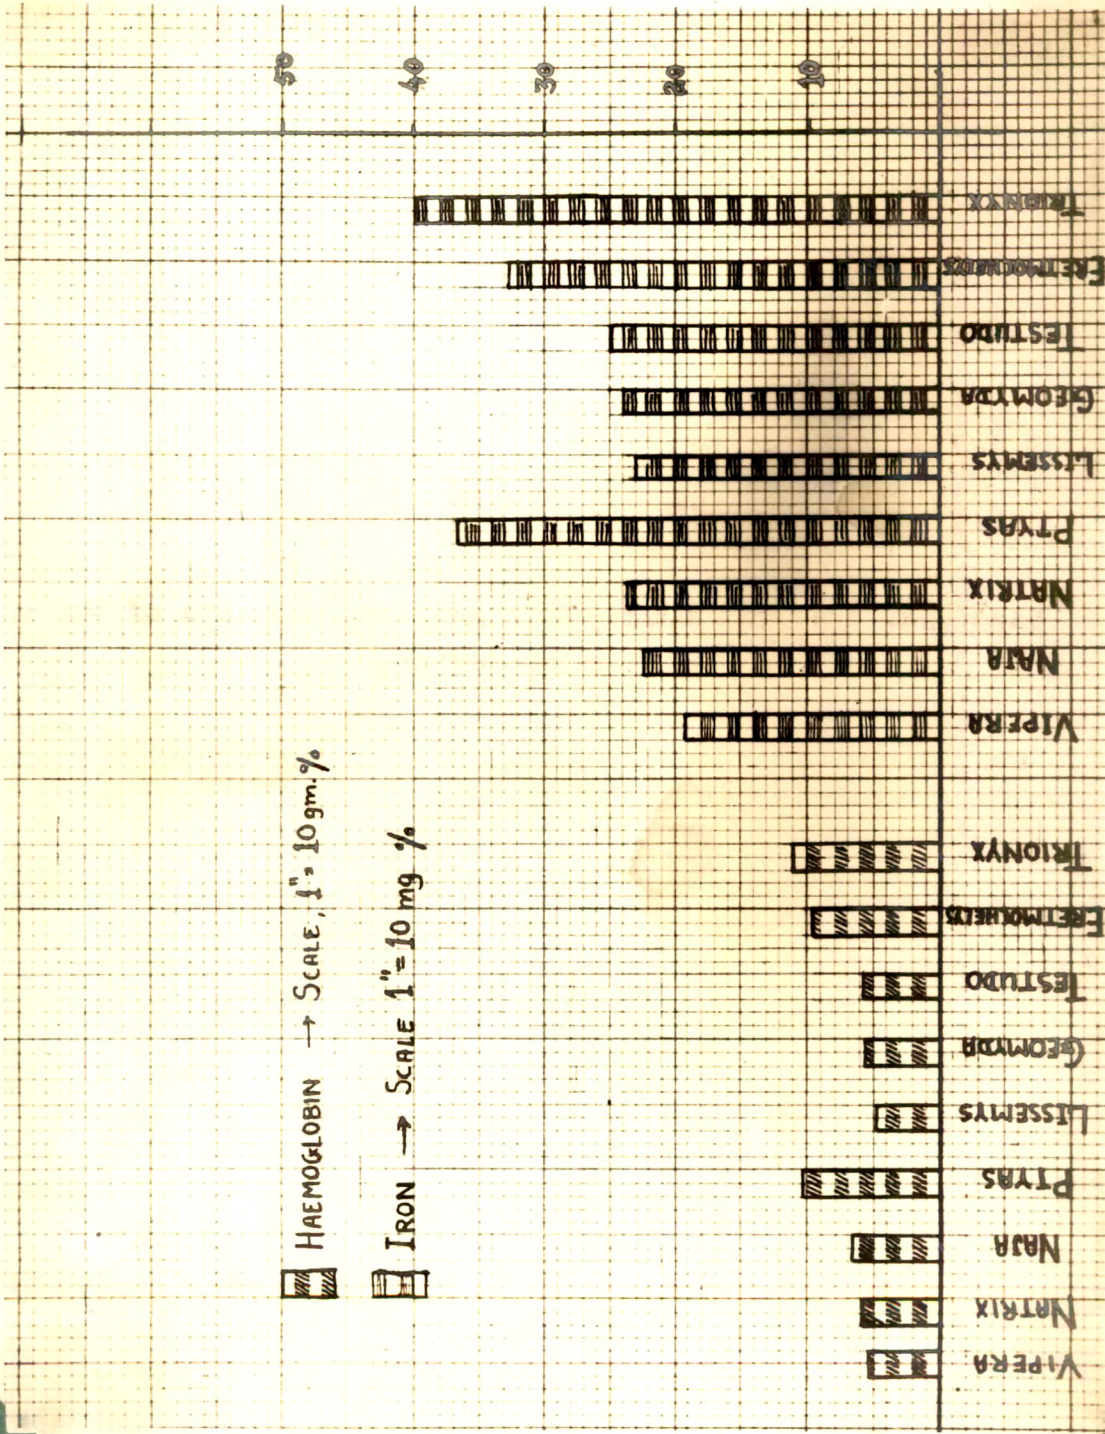 50
40
30
20
10
TRIONYX
ERETMOCHELYS
TESTUDO
GEOMYDA
LISSEMYS
PTYAS
NATRIX
NAJA
VIPERA
TRIONYX
ERETMOCHELYS
TESTUDO
GEOMYDA
LISSEMYS
PTYAS
NAJA
NATRIX
VIPERA
HAEMOGLOBIN → SCALE, 1" = 10 gm. %
IRON → SCALE 1" = 10 mg %